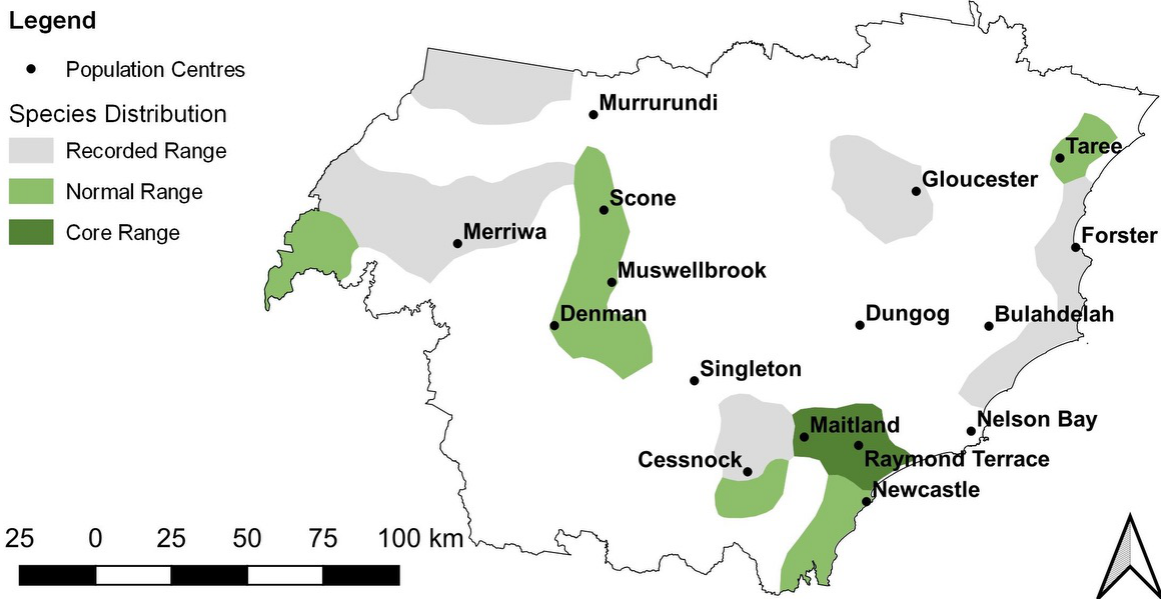 Legend
Population Centres
Species Distribution
Recorded Range
Normal Range
Core Range
Murrurundi
Taree
Gloucester
Scone
Merriwa
Forster
Muswellbrook
Denman
Dungog
Bulahdelah
Singleton
Nelson Bay
Maitland
Cessnock
Raymond Terrace
Newcastle
25 0 25 50 75 100 km